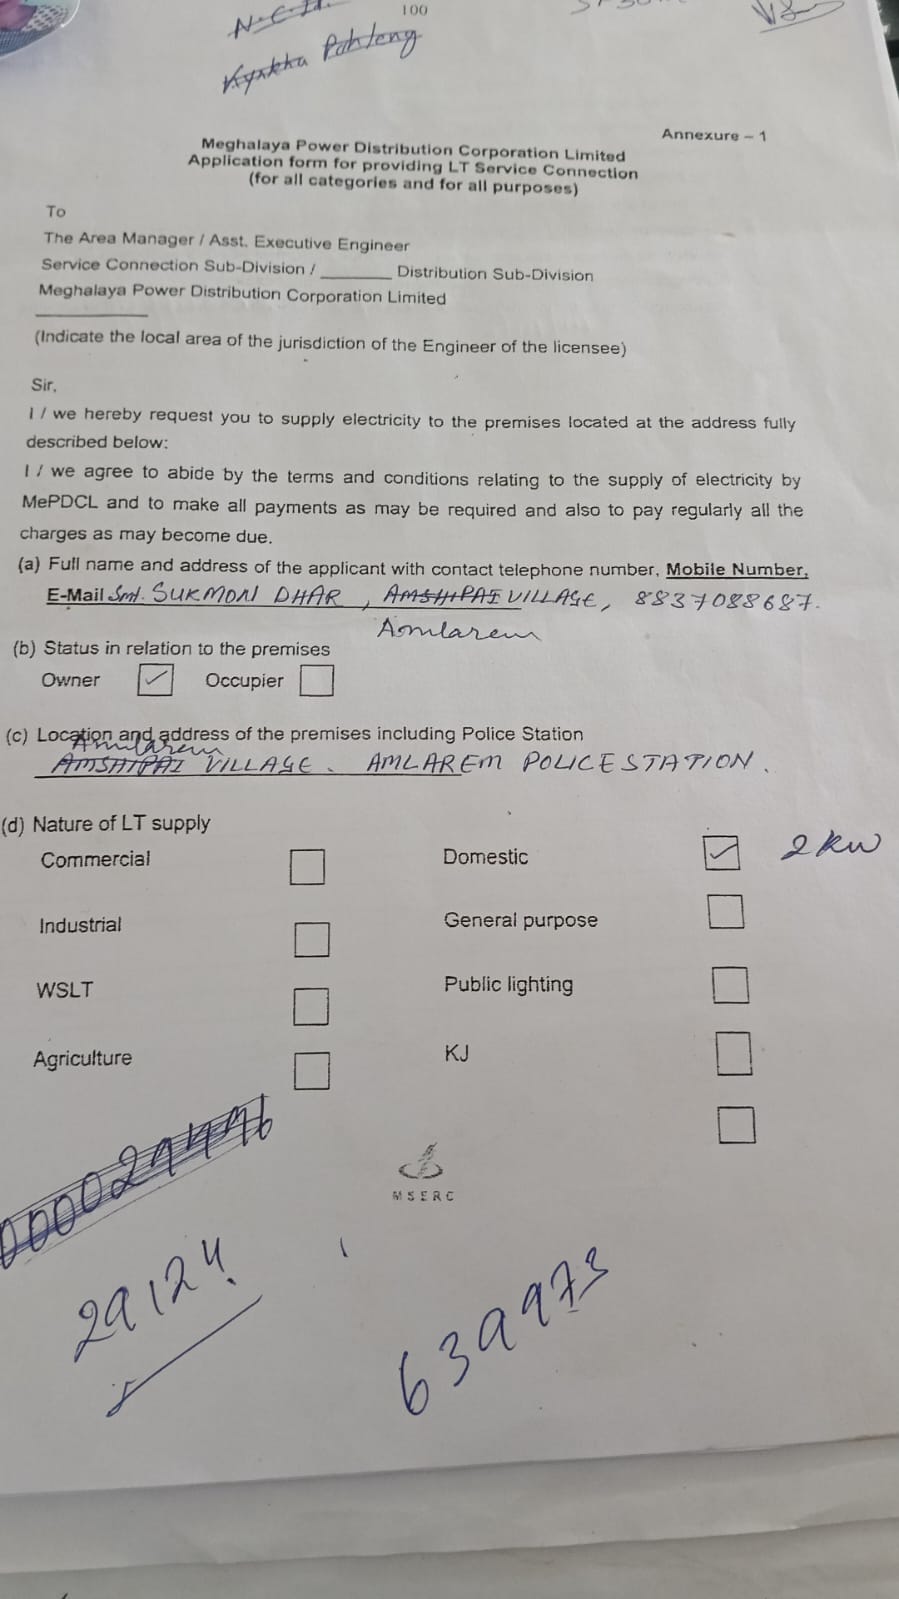 100
Pohleng
Annexure – 1
Meghalaya Power Distribution Corporation Limited
Application form for providing LT Service Connection
(for all categories and for all purposes)
To
The Area Manager / Asst. Executive Engineer
Service Connection Sub-Division / ________ Distribution Sub-Division
Meghalaya Power Distribution Corporation Limited
(Indicate the local area of the jurisdiction of the Engineer of the licensee)
Sir,
I / we hereby request you to supply electricity to the premises located at the address fully
described below:
I / we agree to abide by the terms and conditions relating to the supply of electricity by
MePDCL and to make all payments as may be required and also to pay regularly all the
charges as may become due.
(a) Full name and address of the applicant with contact telephone number, Mobile Number,
E-Mail Smt. SUKMON DHAR , AMSHIPAI VILLAGE, 8837088687.
Amlarem
(b) Status in relation to the premises
Owner Occupier
(c) Location and address of the premises including Police Station
Amlarem
AMSHIPAI VILLAGE. AMLAREM POLICE STATION.
(d) Nature of LT supply
Commercial Domestic 2 KW
Industrial General purpose
WSLT Public lighting
Agriculture KJ
MSERC
29124
639973